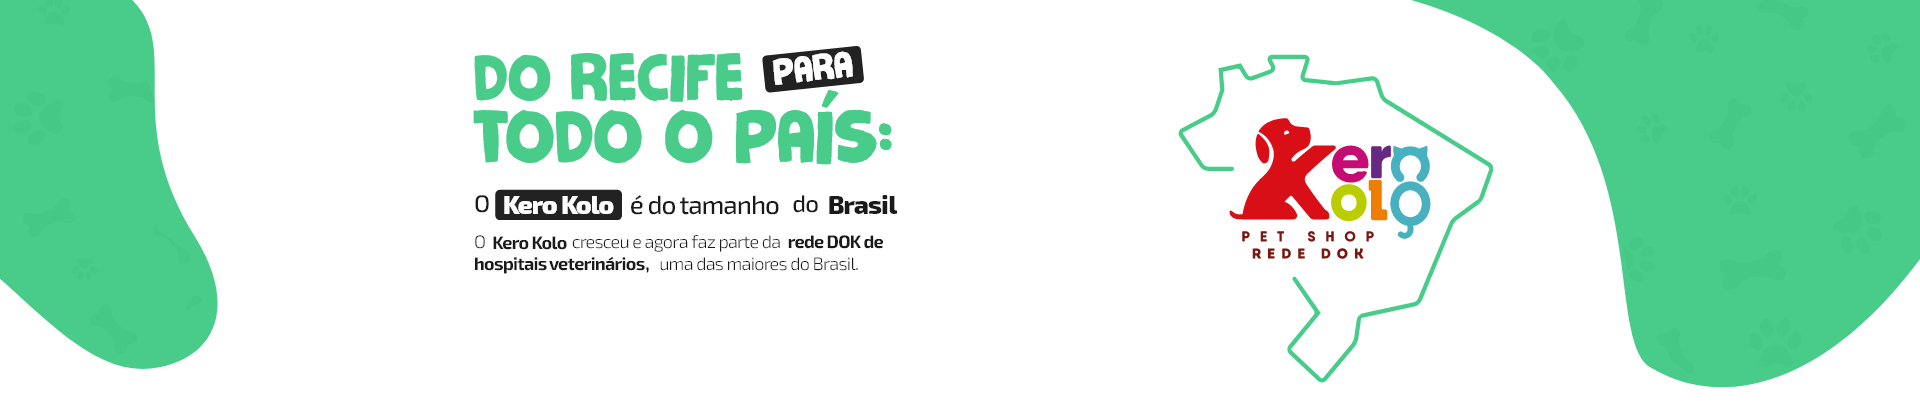 DO RECIFE PARA
TODO O PAÍS:
O Kero Kolo é do tamanho do Brasil
O Kero Kolo cresceu e agora faz parte da rede DOK de
hospitais veterinários, uma das maiores do Brasil.
Kero
Kolo
PET SHOP
REDE DOK